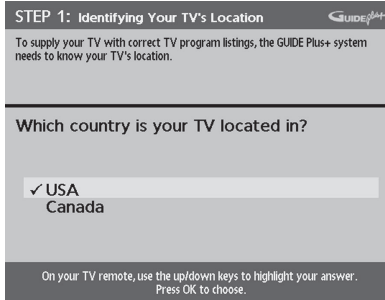 STEP 1: Identifying Your TV's Location
GUIDE plus+
To supply your TV with correct TV program listings, the GUIDE Plus+ system
needs to know your TV's location.
Which country is your TV located in?
✓ USA
Canada
On your TV remote, use the up/down keys to highlight your answer.
Press OK to choose.